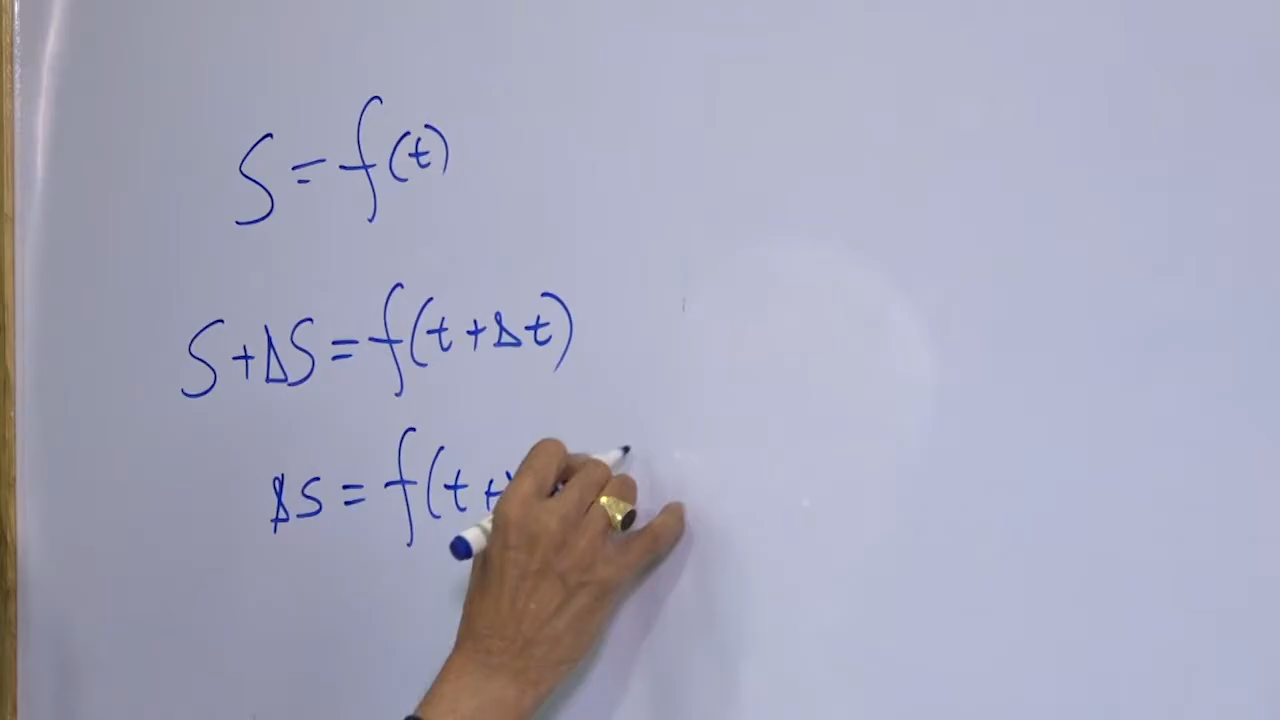 S = f(t)
S + ΔS = f(t + Δt)
ΔS = f(t +